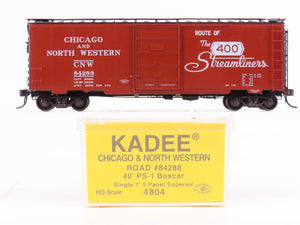 CHICAGO
AND
NORTH WESTERN
CNW
84288
ROUTE OF
The 400
Streamliners.
KADEE®
CHICAGO & NORTH WESTERN
ROAD #84288
40' PS-1 Boxcar
Single 7' 5 Panel Superior
HO-Scale 4804